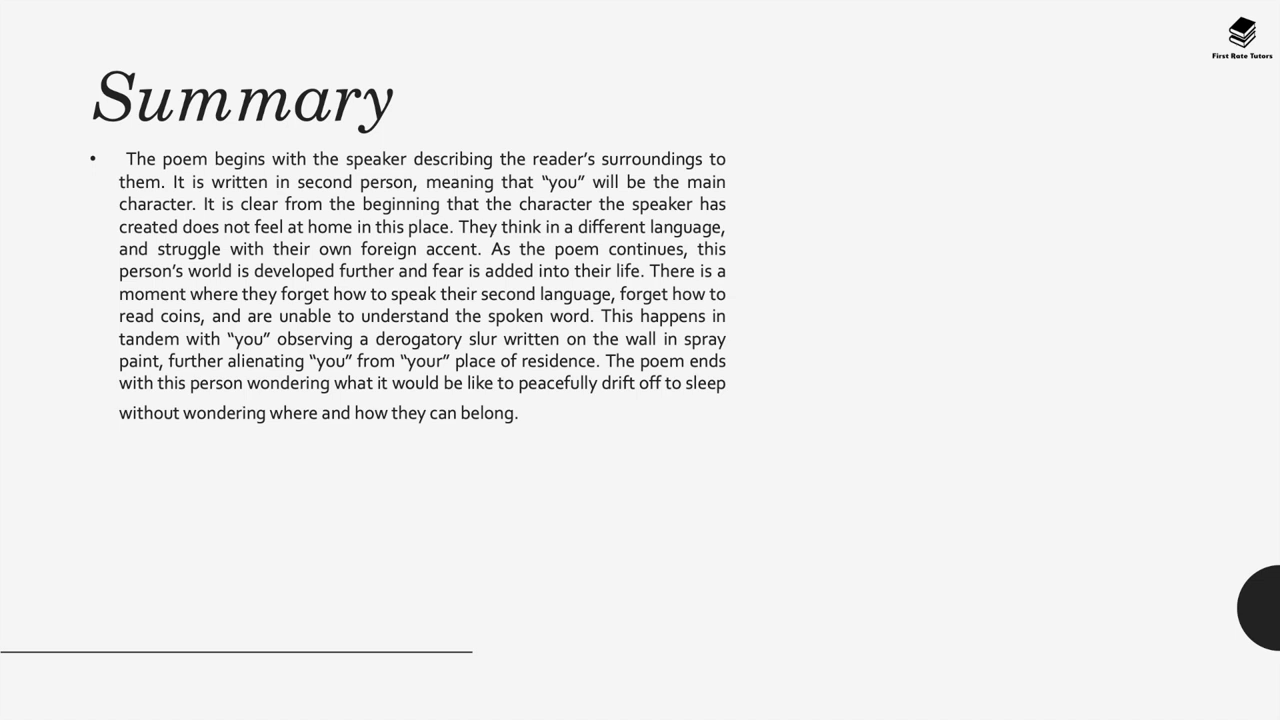 First Rate Tutors
Summary
• The poem begins with the speaker describing the reader’s surroundings to
them. It is written in second person, meaning that “you” will be the main
character. It is clear from the beginning that the character the speaker has
created does not feel at home in this place. They think in a different language,
and struggle with their own foreign accent. As the poem continues, this
person’s world is developed further and fear is added into their life. There is a
moment where they forget how to speak their second language, forget how to
read coins, and are unable to understand the spoken word. This happens in
tandem with “you” observing a derogatory slur written on the wall in spray
paint, further alienating “you” from “your” place of residence. The poem ends
with this person wondering what it would be like to peacefully drift off to sleep
without wondering where and how they can belong.